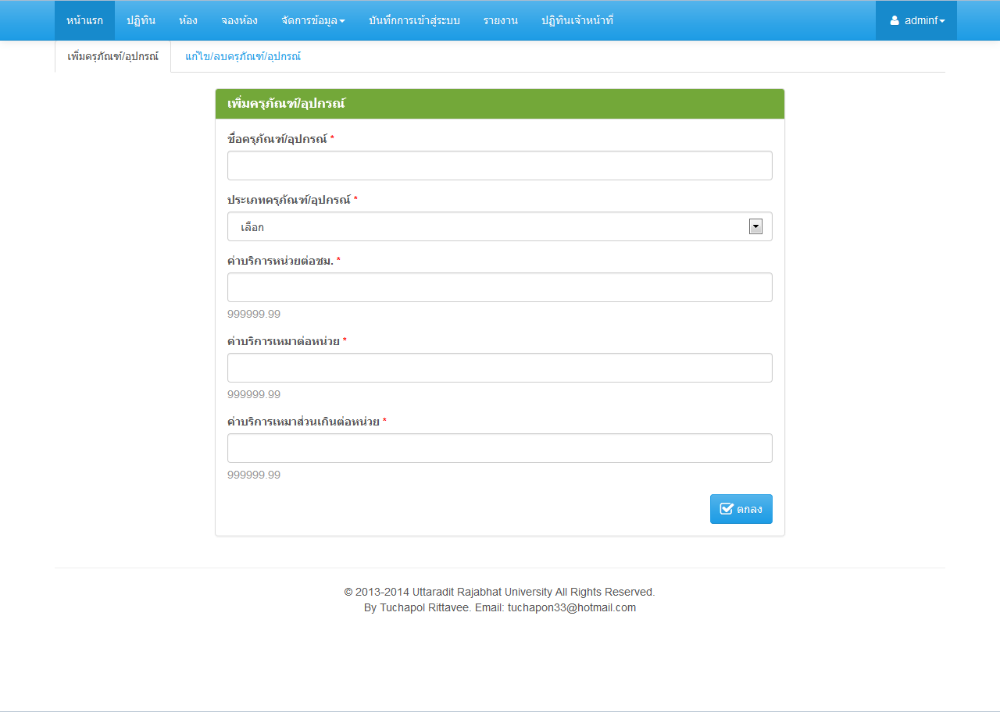 หน้าแรก ปฏิทิน ห้อง จองห้อง จัดการข้อมูล บันทึกการเข้าสู่ระบบ รายงาน ปฏิทินเจ้าหน้าที่ adminf
เพิ่มครุภัณฑ์/อุปกรณ์ แก้ไข/ลบครุภัณฑ์/อุปกรณ์
เพิ่มครุภัณฑ์/อุปกรณ์
ชื่อครุภัณฑ์/อุปกรณ์ *
ประเภทครุภัณฑ์/อุปกรณ์ *
เลือก
ค่าบริการหน่วยต่อชม. *
999999.99
ค่าบริการเหมาต่อหน่วย *
999999.99
ค่าบริการเหมาส่วนเกินต่อหน่วย *
999999.99
ตกลง
© 2013-2014 Uttaradit Rajabhat University All Rights Reserved.
By Tuchapol Rittavee. Email: tuchapon33@hotmail.com